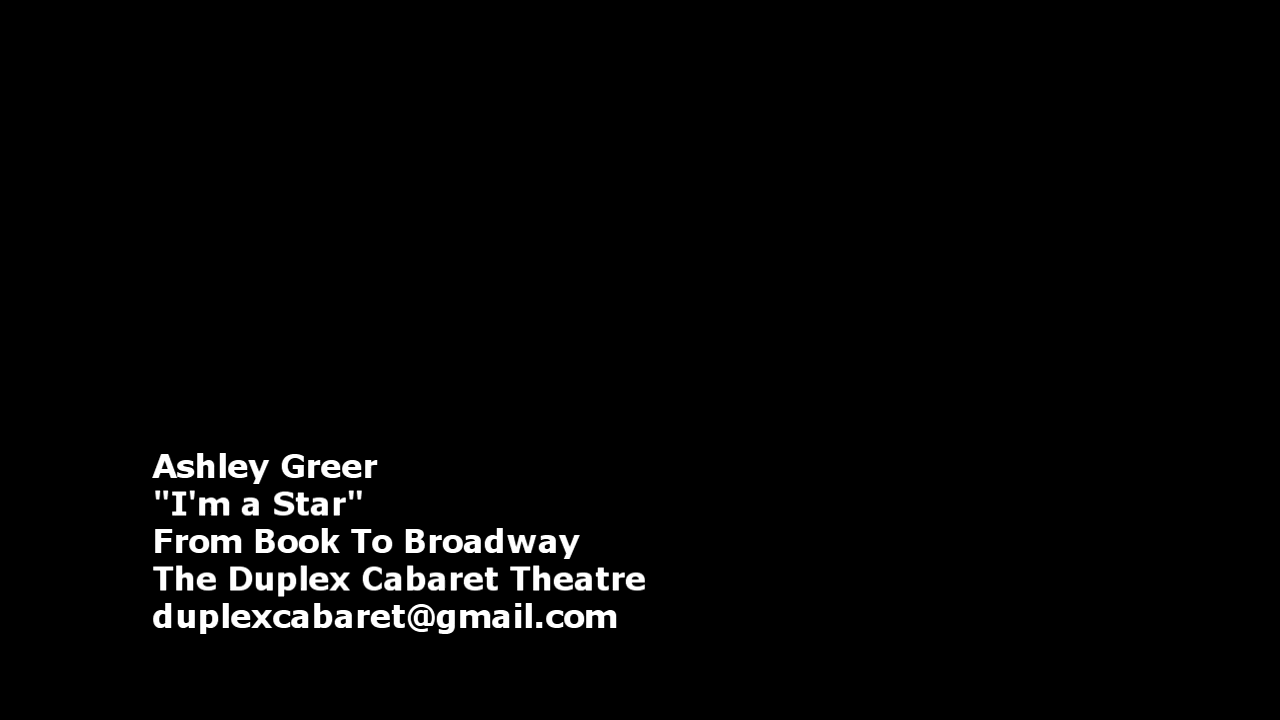 Ashley Greer
"I'm a Star"
From Book To Broadway
The Duplex Cabaret Theatre
duplexcabaret@gmail.com